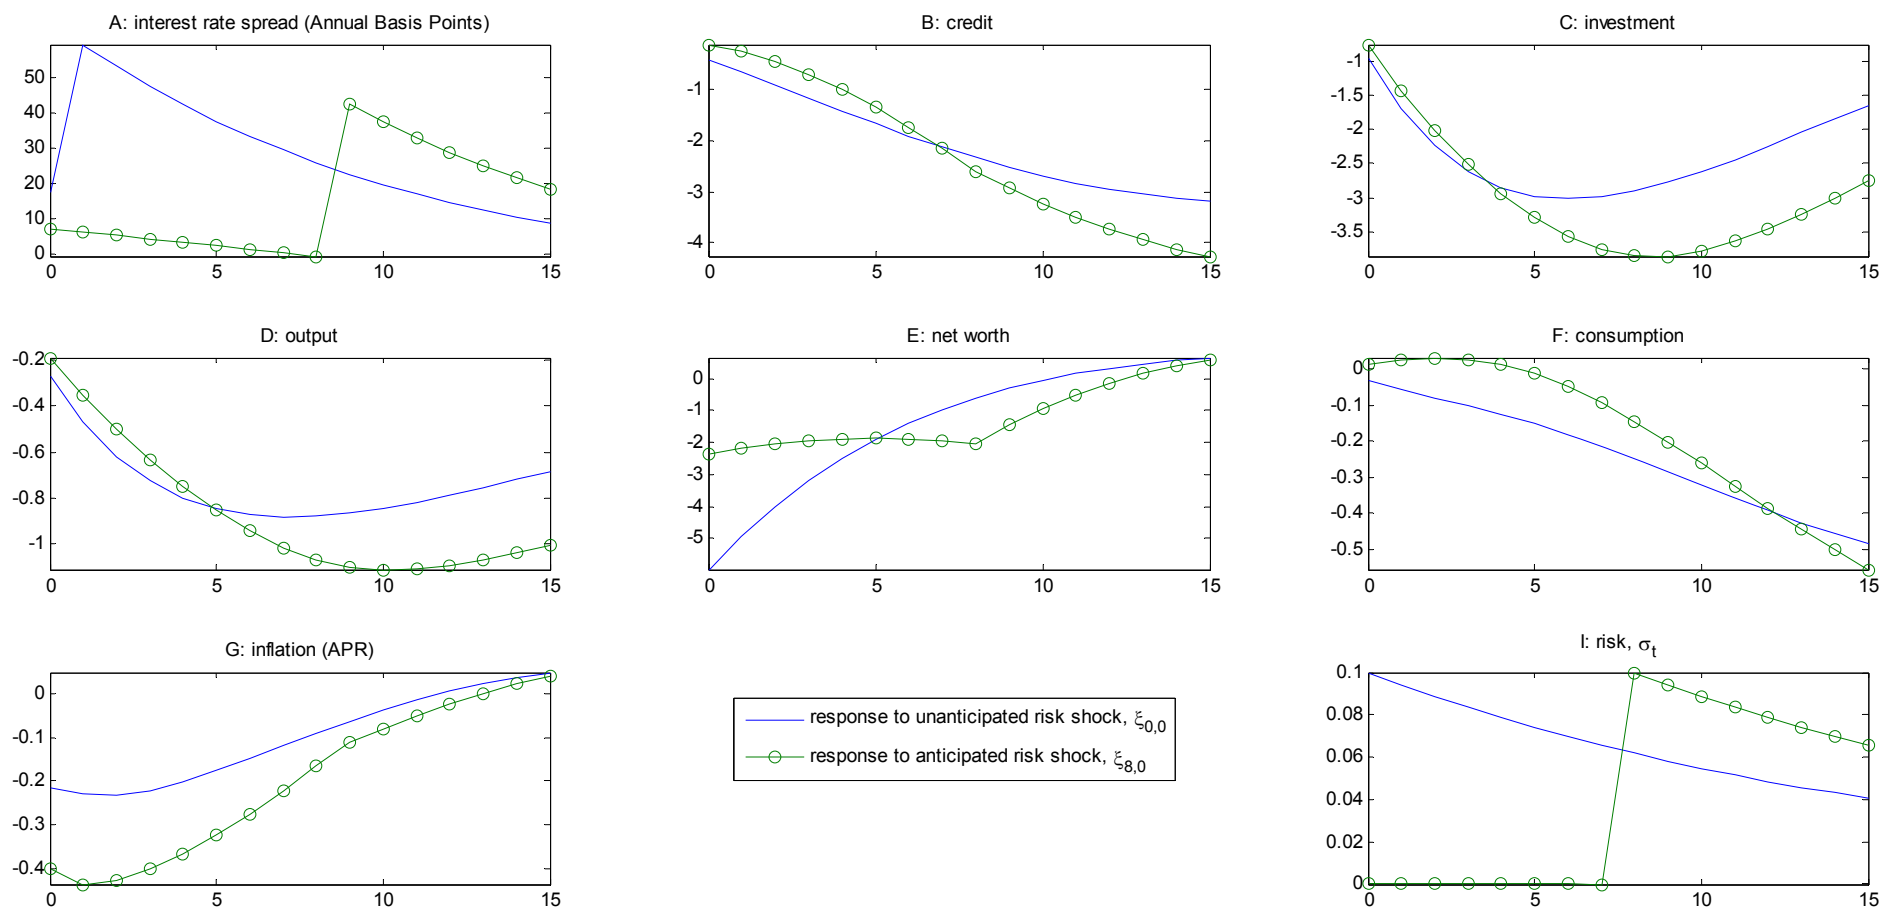 A: interest rate spread (Annual Basis Points)
50
40
30
20
10
0
0 5 10 15
B: credit
-1
-2
-3
-4
0 5 10 15
C: investment
-1
-1.5
-2
-2.5
-3
-3.5
0 5 10 15
D: output
-0.2
-0.4
-0.6
-0.8
-1
0 5 10 15
E: net worth
0
-1
-2
-3
-4
-5
0 5 10 15
F: consumption
0
-0.1
-0.2
-0.3
-0.4
-0.5
0 5 10 15
G: inflation (APR)
0
-0.1
-0.2
-0.3
-0.4
0 5 10 15
response to unanticipated risk shock, ξ0,0
response to anticipated risk shock, ξ8,0
I: risk, σt
0.1
0.08
0.06
0.04
0.02
0
0 5 10 15